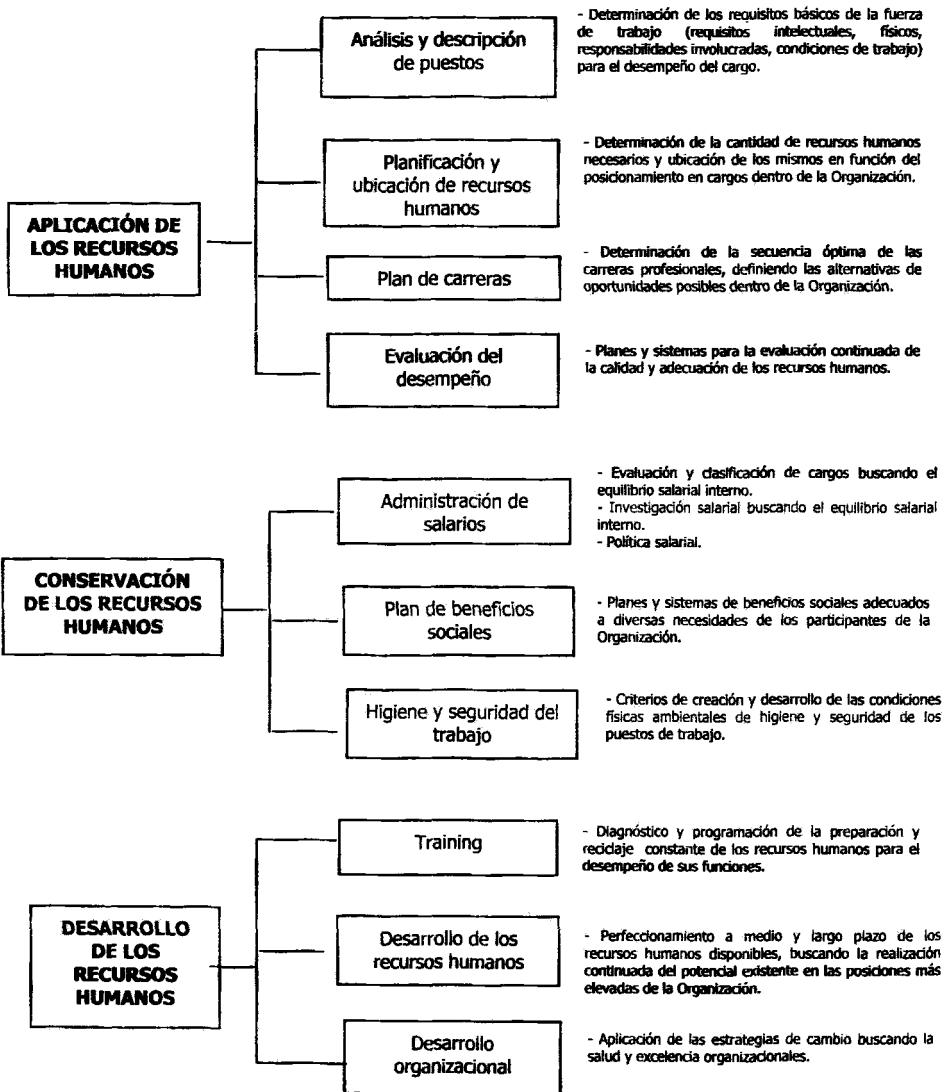 APLICACIÓN DE
LOS RECURSOS
HUMANOS
Análisis y descripción
de puestos
- Determinación de los requisitos básicos de la fuerza
de trabajo (requisitos intelectuales, físicos,
responsabilidades involucradas, condiciones de trabajo)
para el desempeño del cargo.
Planificación y
ubicación de recursos
humanos
- Determinación de la cantidad de recursos humanos
necesarios y ubicación de los mismos en función del
posicionamiento en cargos dentro de la Organización.
Plan de carreras
- Determinación de la secuencia óptima de las
carreras profesionales, definiendo las alternativas de
oportunidades posibles dentro de la Organización.
Evaluación del
desempeño
- Planes y sistemas para la evaluación continuada de
la calidad y adecuación de los recursos humanos.
CONSERVACIÓN
DE LOS RECURSOS
HUMANOS
Administración de
salarios
- Evaluación y clasificación de cargos buscando el
equilibrio salarial interno.
- Investigación salarial buscando el equilibrio salarial
interno.
- Política salarial.
Plan de beneficios
sociales
- Planes y sistemas de beneficios sociales adecuados
a diversas necesidades de los participantes de la
Organización.
Higiene y seguridad del
trabajo
- Criterios de creación y desarrollo de las condiciones
físicas ambientales de higiene y seguridad de los
puestos de trabajo.
DESARROLLO
DE LOS
RECURSOS
HUMANOS
Training
- Diagnóstico y programación de la preparación y
reciclaje constante de los recursos humanos para el
desempeño de sus funciones.
Desarrollo de los
recursos humanos
- Perfeccionamiento a medio y largo plazo de los
recursos humanos disponibles, buscando la realización
continuada del potencial existente en las posiciones más
elevadas de la Organización.
Desarrollo
organizacional
- Aplicación de las estrategias de cambio buscando la
salud y excelencia organizacionales.